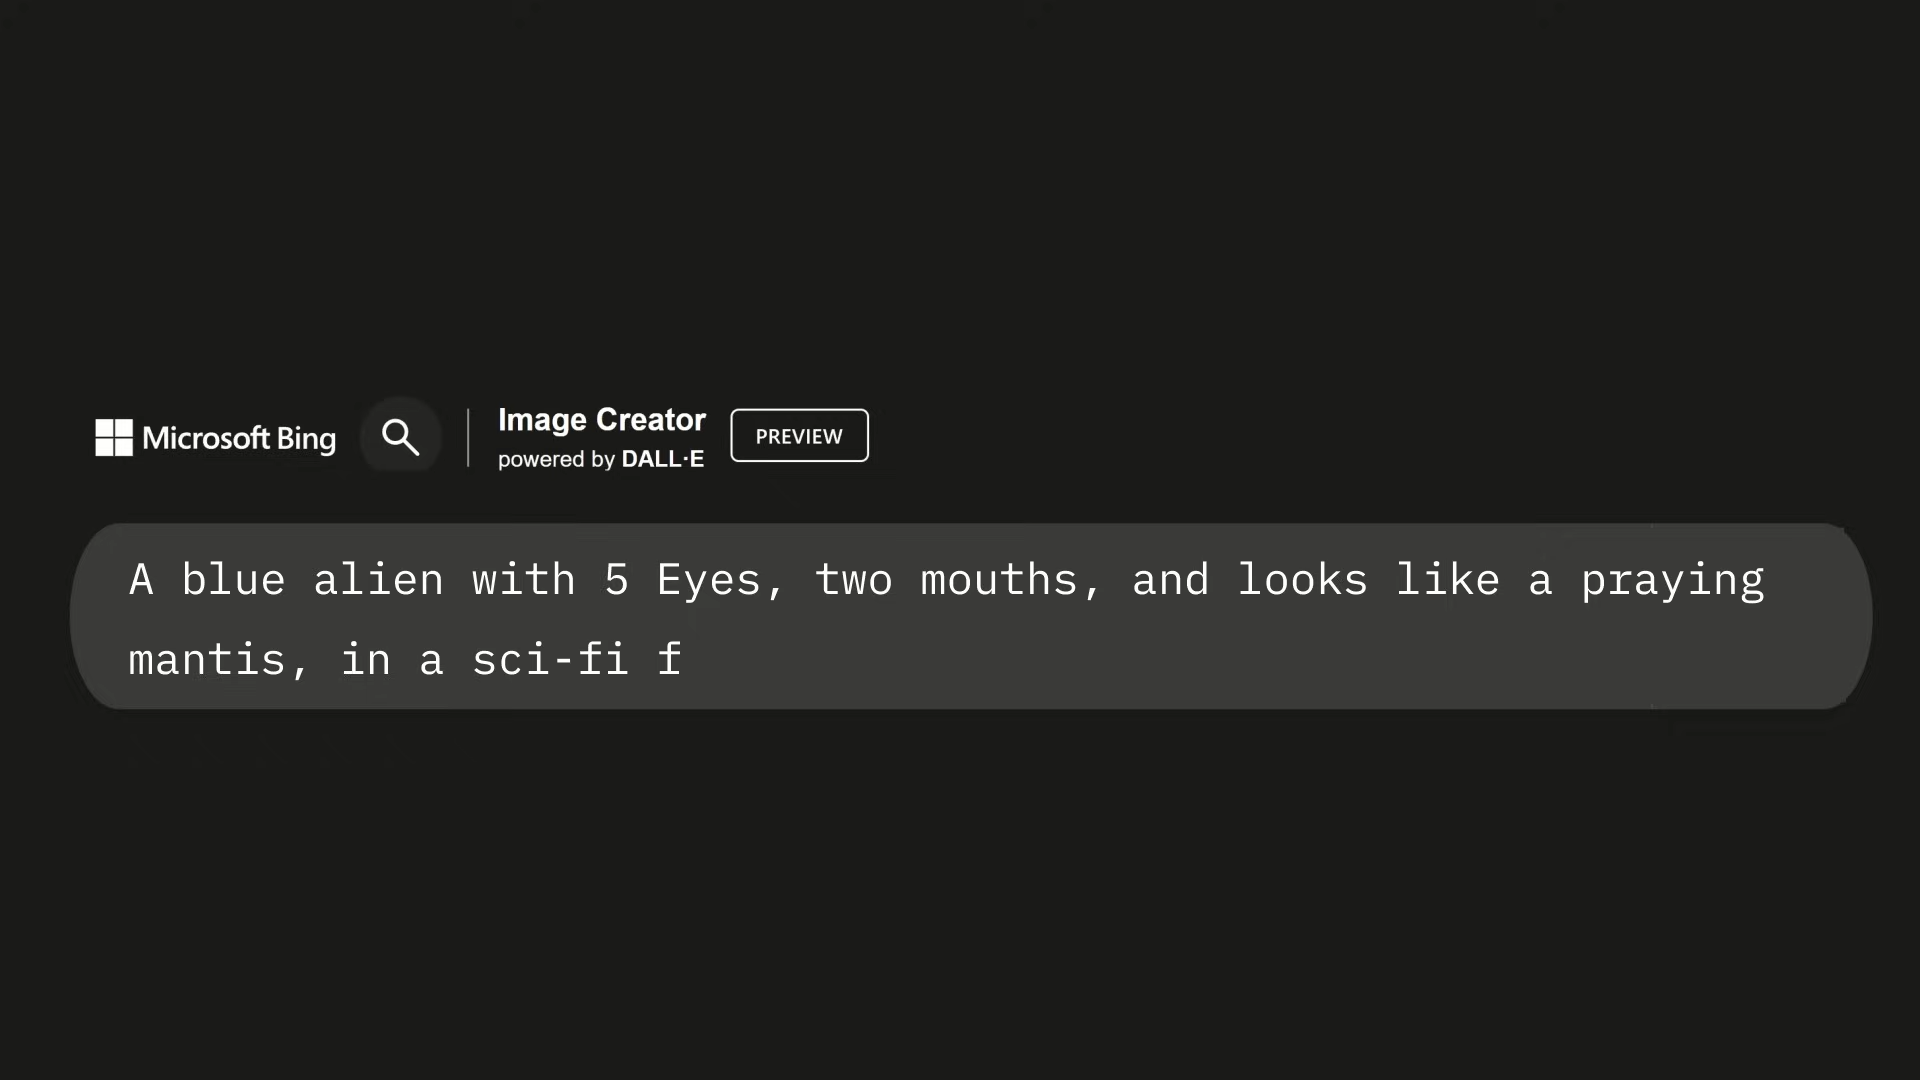 Microsoft Bing
Image Creator
powered by DALL·E
PREVIEW
A blue alien with 5 Eyes, two mouths, and looks like a praying
mantis, in a sci-fi f